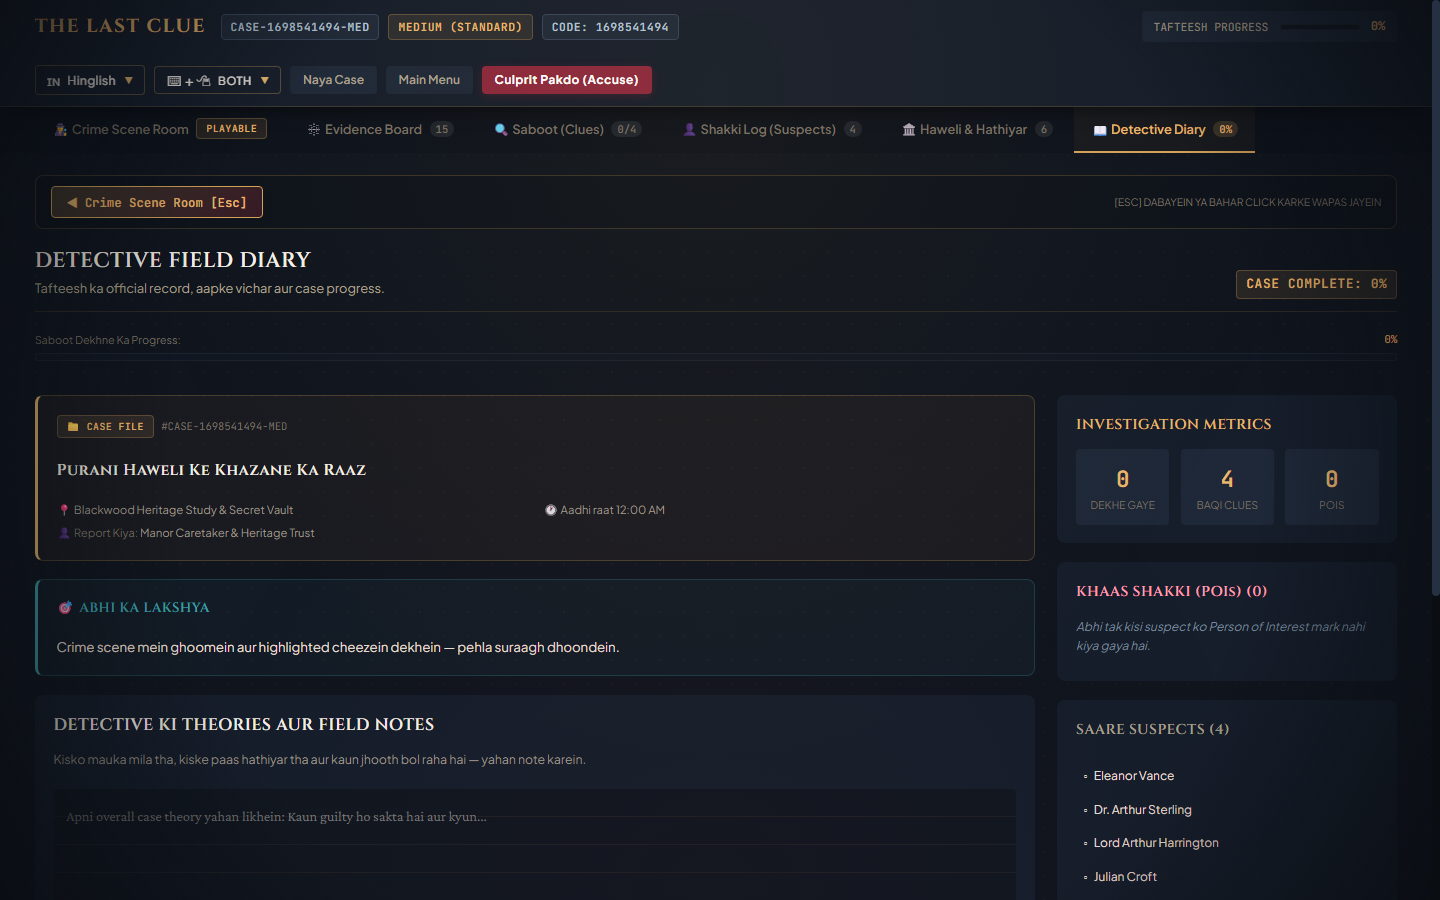 THE LAST CLUE
CASE-1698541494-MED
MEDIUM (STANDARD)
CODE: 1698541494
TAFTEESH PROGRESS
0%
IN Hinglish ▼
+ BOTH ▼
Naya Case
Main Menu
Culprit Pakdo (Accuse)
Crime Scene Room PLAYABLE
Evidence Board 15
Saboot (Clues) 0/4
Shakki Log (Suspects) 4
Haweli & Hathiyar 6
Detective Diary 0%
◀ Crime Scene Room [Esc]
[ESC] DABAYEIN YA BAHAR CLICK KARKE WAPAS JAYEIN
DETECTIVE FIELD DIARY
Tafteesh ka official record, aapke vichar aur case progress.
CASE COMPLETE: 0%
Saboot Dekhne Ka Progress:
0%
CASE FILE #CASE-1698541494-MED
PURANI HAWELI KE KHAZANE KA RAAZ
Blackwood Heritage Study & Secret Vault
Aadhi raat 12:00 AM
Report Kiya: Manor Caretaker & Heritage Trust
ABHI KA LAKSHYA
Crime scene mein ghoomein aur highlighted cheezein dekhein — pehla suraagh dhoondein.
DETECTIVE KI THEORIES AUR FIELD NOTES
Kisko mauka mila tha, kiske paas hathiyar tha aur kaun jhooth bol raha hai — yahan note karein.
Apni overall case theory yahan likhein: Kaun guilty ho sakta hai aur kyun...
INVESTIGATION METRICS
0
DEKHE GAYE
4
BAQI CLUES
0
POIS
KHAAS SHAKKI (POIs) (0)
Abhi tak kisi suspect ko Person of Interest mark nahi
kiya gaya hai.
SAARE SUSPECTS (4)
Eleanor Vance
Dr. Arthur Sterling
Lord Arthur Harrington
Julian Croft